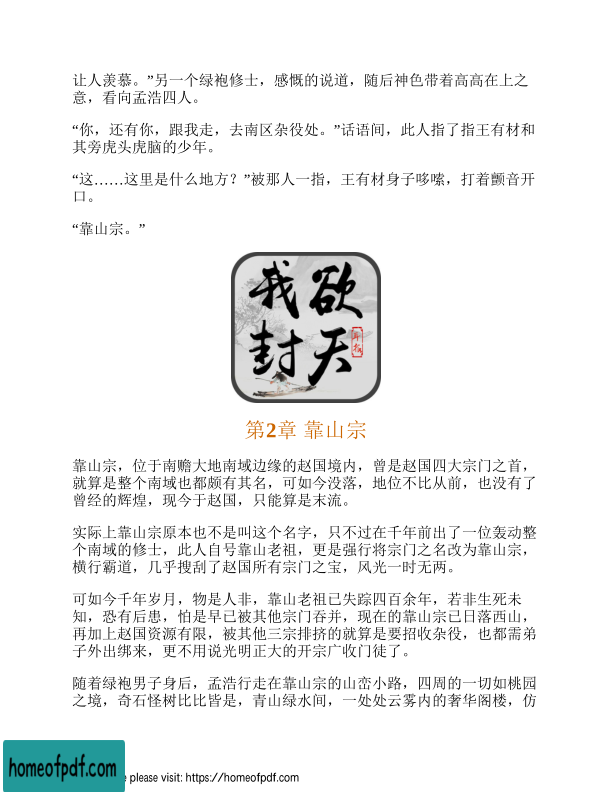 让人羡慕。”另一个绿袍修士，感慨的说道，随后神色带着高高在上之
意，看向孟浩四人。
“你，还有你，跟我走，去南区杂役处。”话语间，此人指了指王有材和
其旁虎头虎脑的少年。
“这……这里是什么地方？”被那人一指，王有材身子哆嗦，打着颤音开
口。
“靠山宗。”
我欲
封天
耳根
第2章 靠山宗
靠山宗，位于南赡大地南域边缘的赵国境内，曾是赵国四大宗门之首，
就算是整个南域也都颇有其名，可如今没落，地位不比从前，也没有了
曾经的辉煌，现今于赵国，只能算是末流。
实际上靠山宗原本也不是叫这个名字，只不过在千年前出了一位轰动整
个南域的修士，此人自号靠山老祖，更是强行将宗门之名改为靠山宗，
横行霸道，几乎搜刮了赵国所有宗门之宝，风光一时无两。
可如今千年岁月，物是人非，靠山老祖已失踪四百余年，若非生死未
知，恐有后患，怕是早已被其他宗门吞并，现在的靠山宗已日落西山，
再加上赵国资源有限，被其他三宗排挤的就算是要招收杂役，也都需弟
子外出绑来，更不用说光明正大的开宗广收门徒了。
随着绿袍男子身后，孟浩行走在靠山宗的山峦小路，四周的一切如桃园
之境，奇石怪树比比皆是，青山绿水间，一处处云雾内的奢华阁楼，仿
homeofpdf.com
e please visit: https://homeofpdf.com